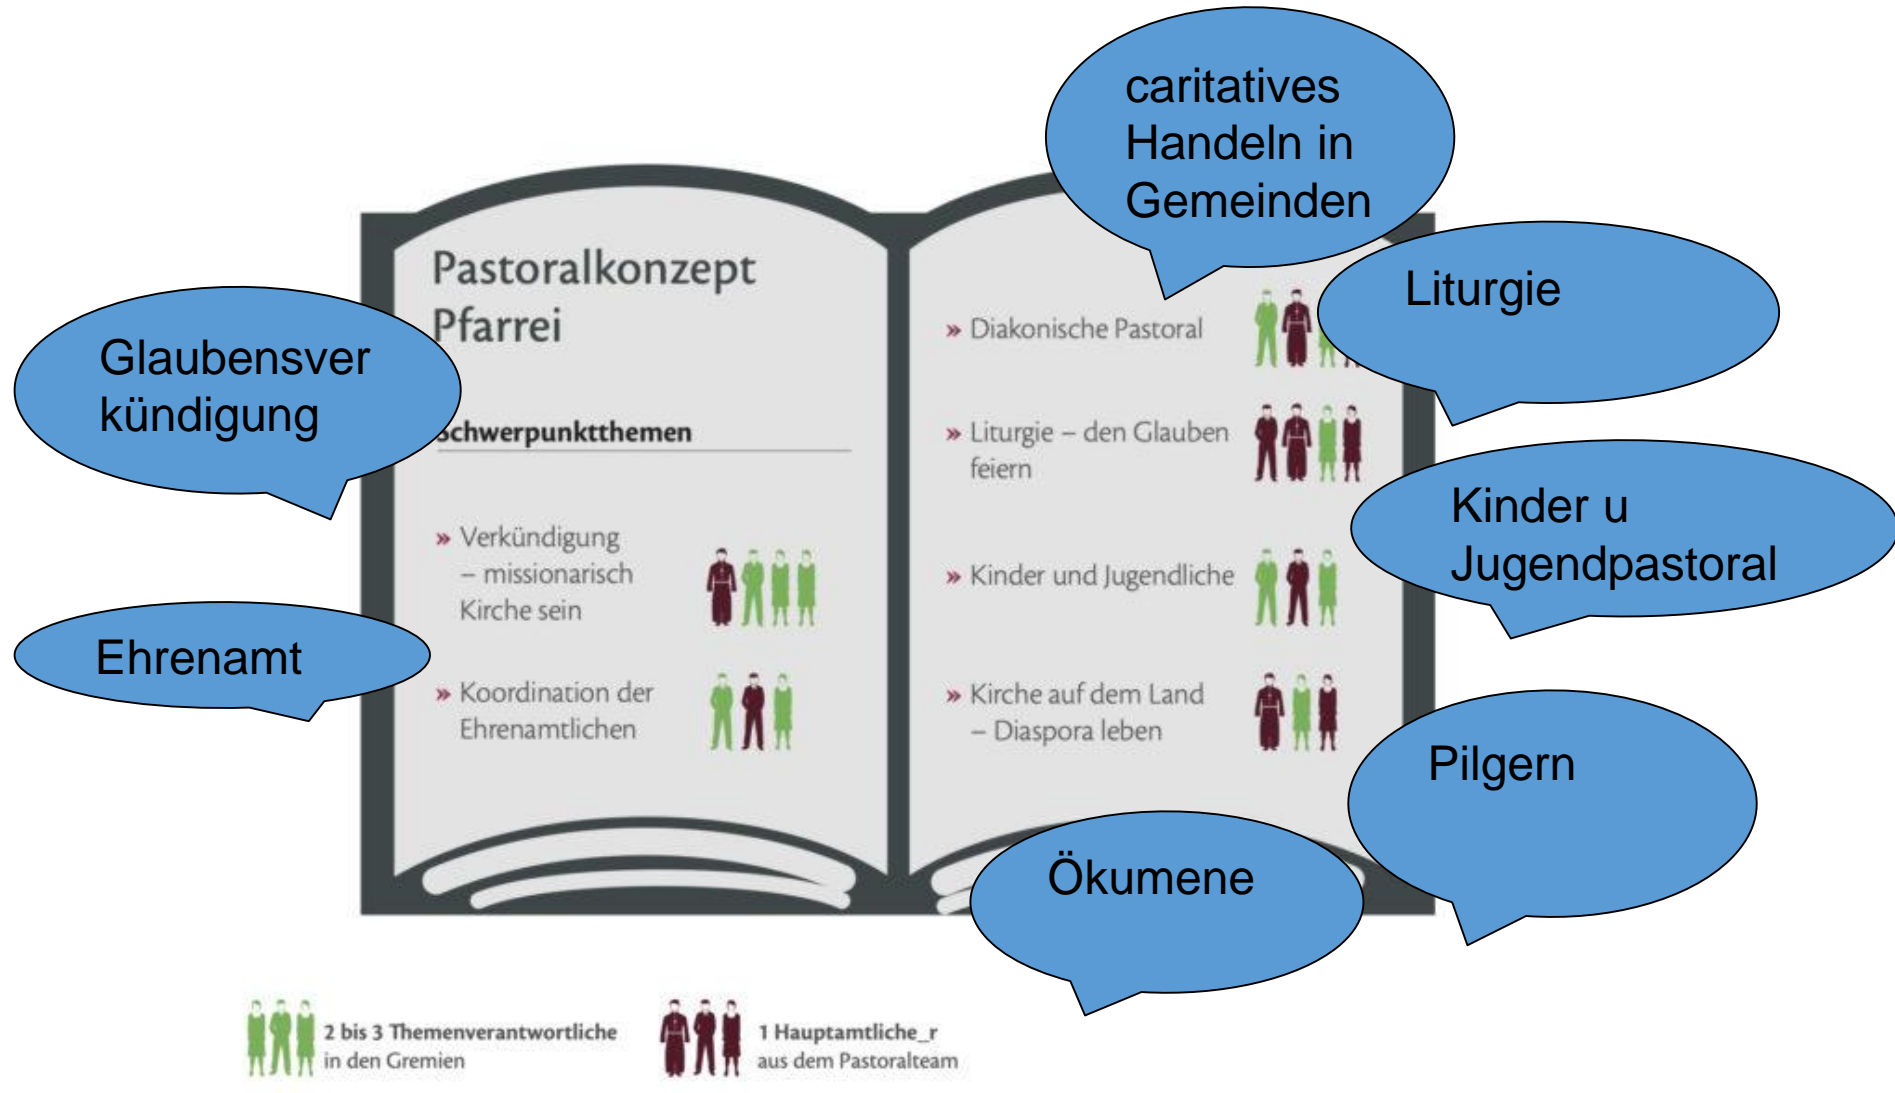 caritatives
Handeln in
Gemeinden
Liturgie
Glaubensver
kündigung
Ehrenamt
Kinder u
Jugendpastoral
Pilgern
Ökumene
Pastoralkonzept
Pfarrei
Schwerpunktthemen
» Verkündigung
– missionarisch
Kirche sein
» Koordination der
Ehrenamtlichen
» Diakonische Pastoral
» Liturgie – den Glauben
feiern
» Kinder und Jugendliche
» Kirche auf dem Land
– Diaspora leben
2 bis 3 Themenverantwortliche
in den Gremien
1 Hauptamtliche_r
aus dem Pastoralteam